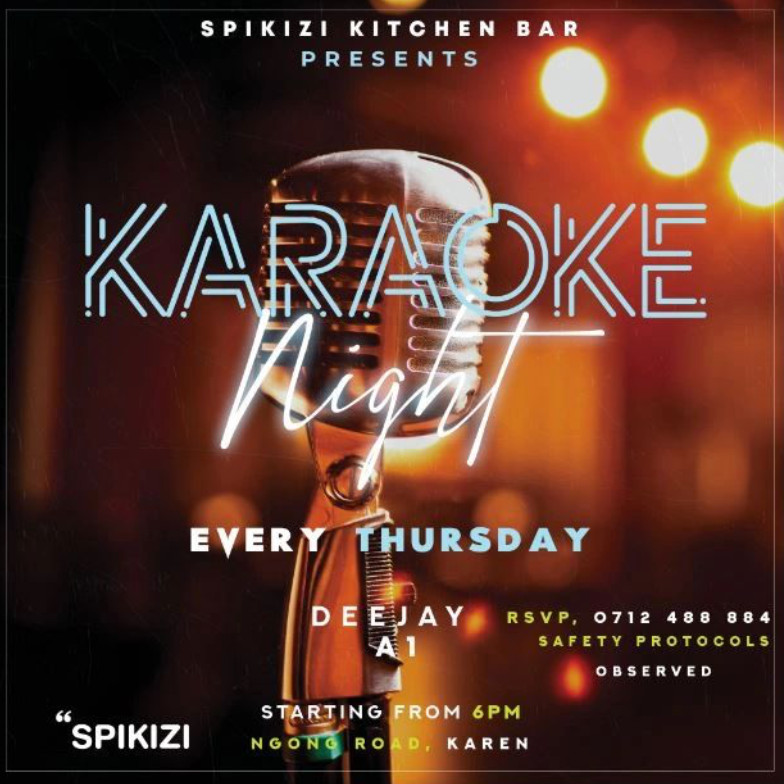 SPIKIZI KITCHEN BAR
PRESENTS
KARAOKE
Night
EVERY THURSDAY
DEEJAY
A1
RSVP, 0712 488 884
SAFETY PROTOCOLS
OBSERVED
STARTING FROM 6PM
NGONG ROAD, KAREN
“SPIKIZI